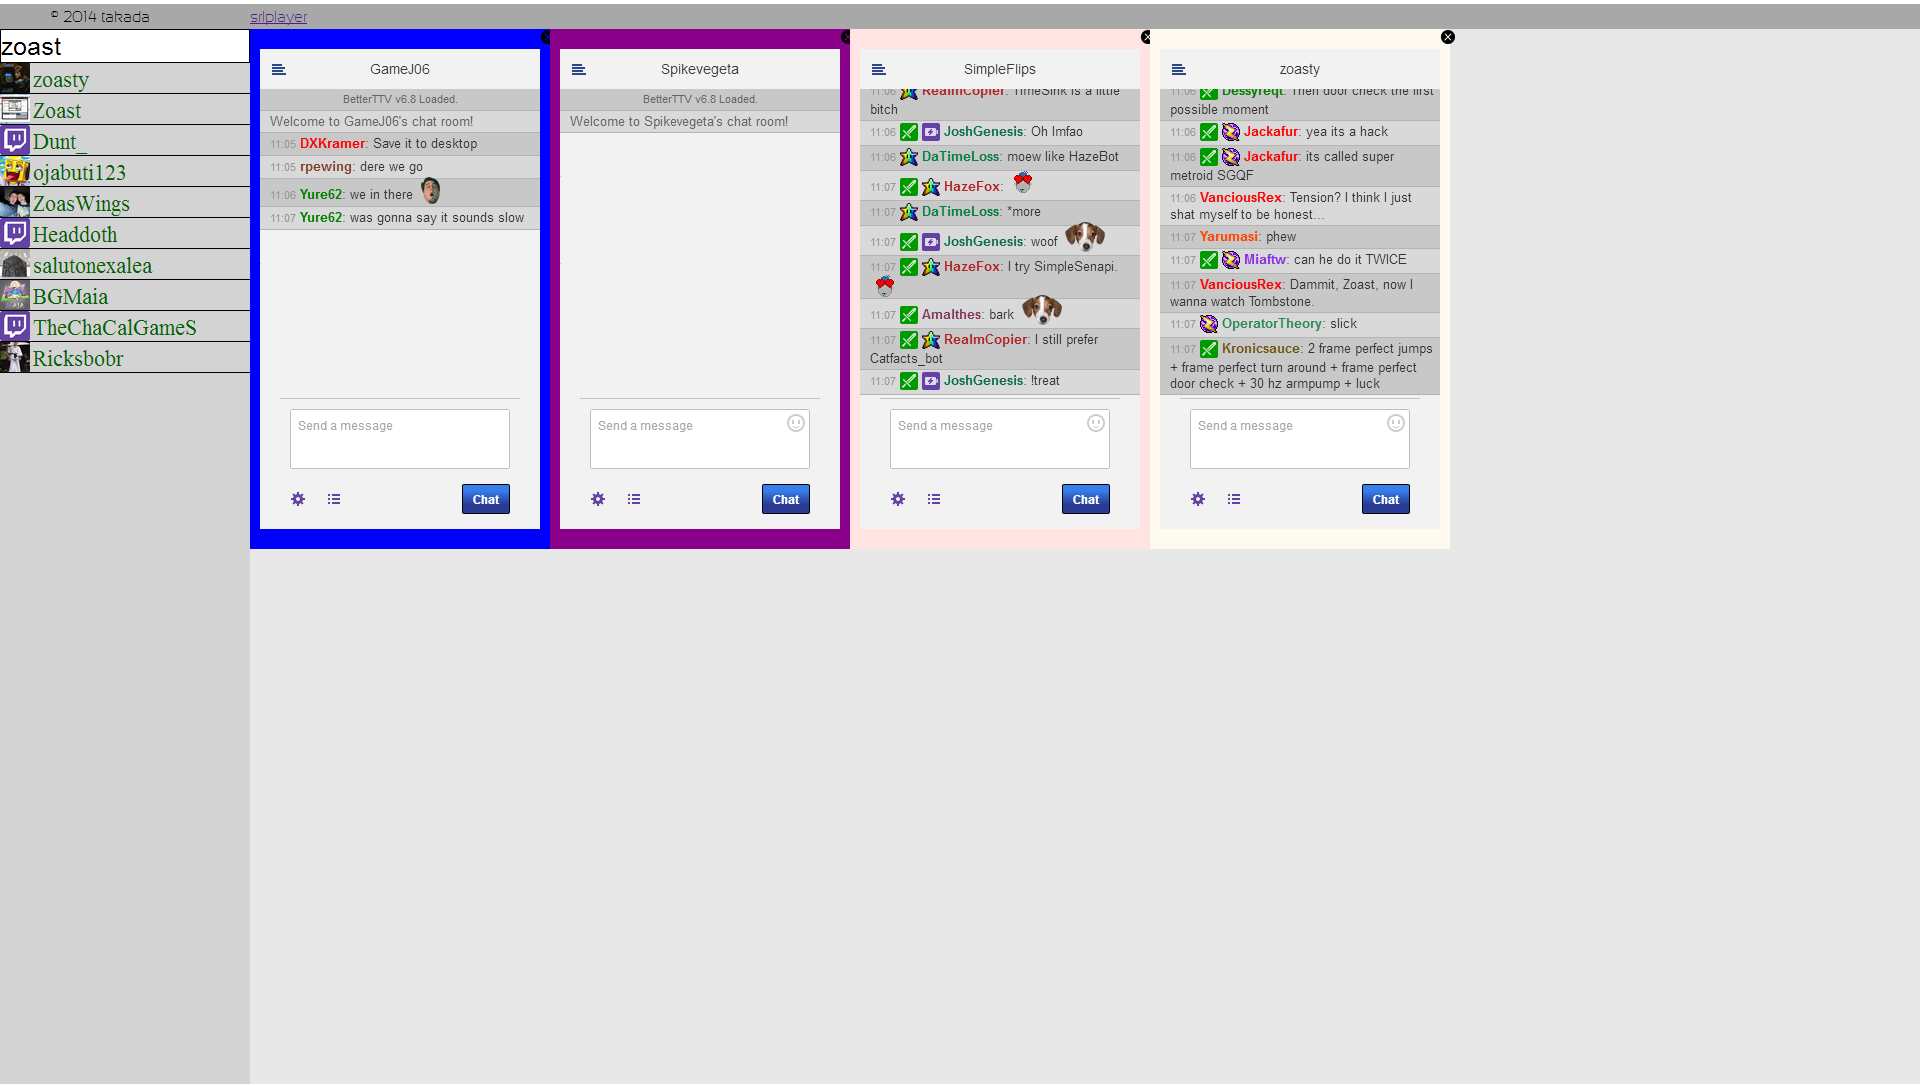 © 2014 takada
srlplayer
zoast
zoasty
Zoast
Dunt_
ojabuti123
ZoasWings
Headdoth
salutonexalea
BGMaia
TheChaCalGameS
Ricksbobr
GameJ06
BetterTTV v6.8 Loaded.
Welcome to GameJ06's chat room!
11:05 DXKramer: Save it to desktop
11:05 rpewing: dere we go
11:06 Yure62: we in there
11:07 Yure62: was gonna say it sounds slow
Send a message
Chat
Spikevegeta
BetterTTV v6.8 Loaded.
Welcome to Spikevegeta's chat room!
Send a message
Chat
SimpleFlips
11:06 RealmCopier: TimeSink is a little
bitch
11:06 JoshGenesis: Oh lmfao
11:06 DaTimeLoss: moew like HazeBot
11:07 HazeFox:
11:07 DaTimeLoss: *more
11:07 JoshGenesis: woof
11:07 HazeFox: I try SimpleSenapi.
11:07 Amalthes: bark
11:07 RealmCopier: I still prefer
Catfacts_bot
11:07 JoshGenesis: !treat
Send a message
Chat
zoasty
11:06 Dessyreqt: Then door check the first
possible moment
11:06 Jackafur: yea its a hack
11:06 Jackafur: its called super
metroid SGQF
11:06 VanciousRex: Tension? I think I just
shat myself to be honest...
11:07 Yarumasi: phew
11:07 Miaftw: can he do it TWICE
11:07 VanciousRex: Dammit, Zoast, now I
wanna watch Tombstone.
11:07 OperatorTheory: slick
11:07 Kronicsauce: 2 frame perfect jumps
+ frame perfect turn around + frame perfect
door check + 30 hz armpump + luck
Send a message
Chat